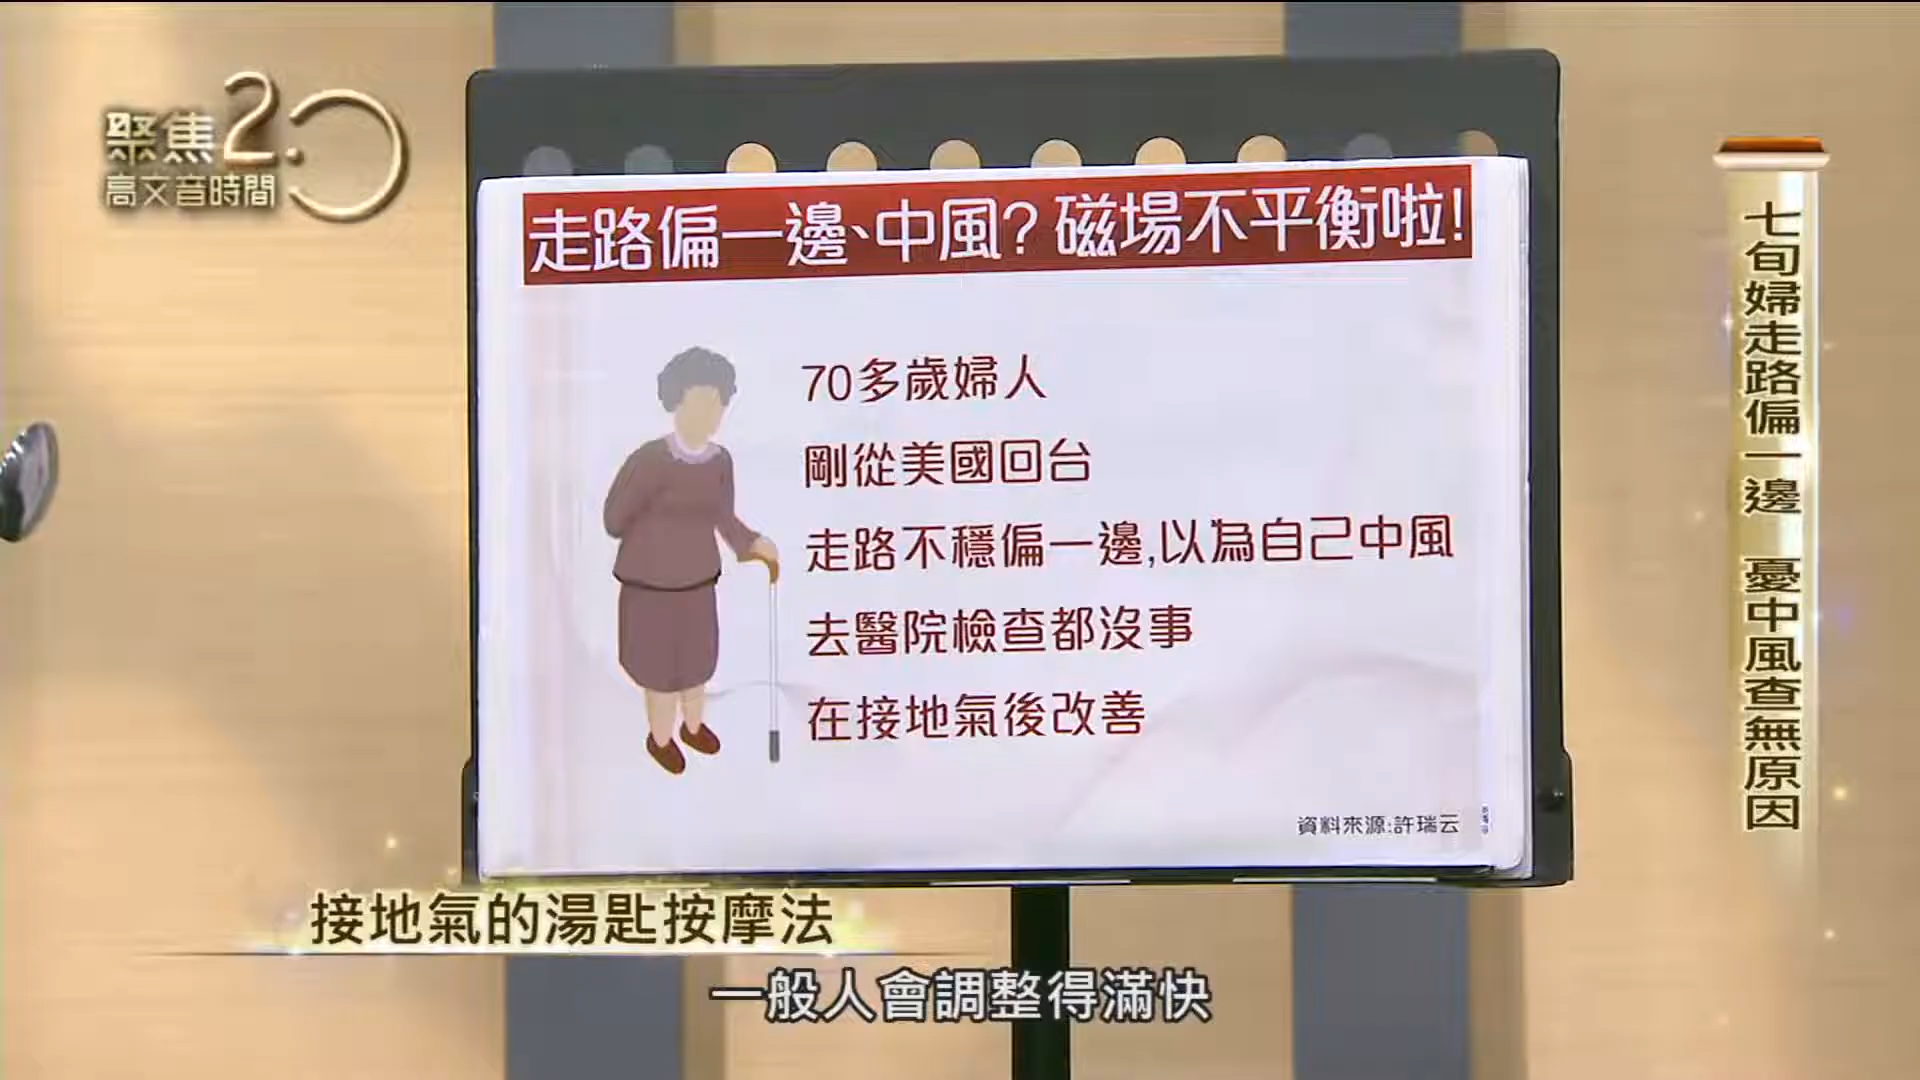 聚焦2.0
高文音時間
走路偏一邊、中風?磁場不平衡啦!
70多歲婦人
剛從美國回台
走路不穩偏一邊,以為自己中風
去醫院檢查都沒事
在接地氣後改善
資料來源:許瑞云
七旬婦走路偏一邊 憂中風查無原因
接地氣的湯匙按摩法
一般人會調整得滿快